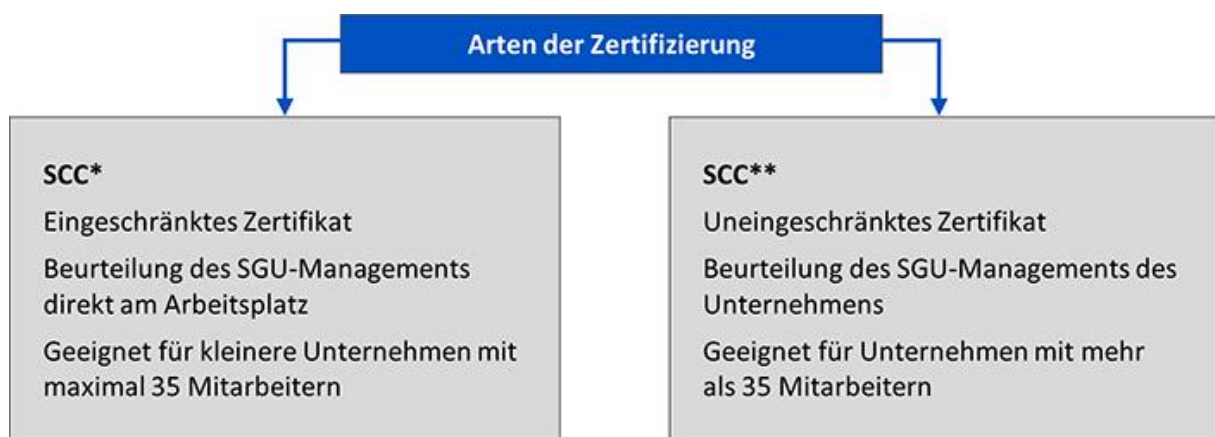 Arten der Zertifizierung
SCC*
Eingeschränktes Zertifikat
Beurteilung des SGU-Managements
direkt am Arbeitsplatz
Geeignet für kleinere Unternehmen mit
maximal 35 Mitarbeitern
SCC**
Uneingeschränktes Zertifikat
Beurteilung des SGU-Managements des
Unternehmens
Geeignet für Unternehmen mit mehr
als 35 Mitarbeitern